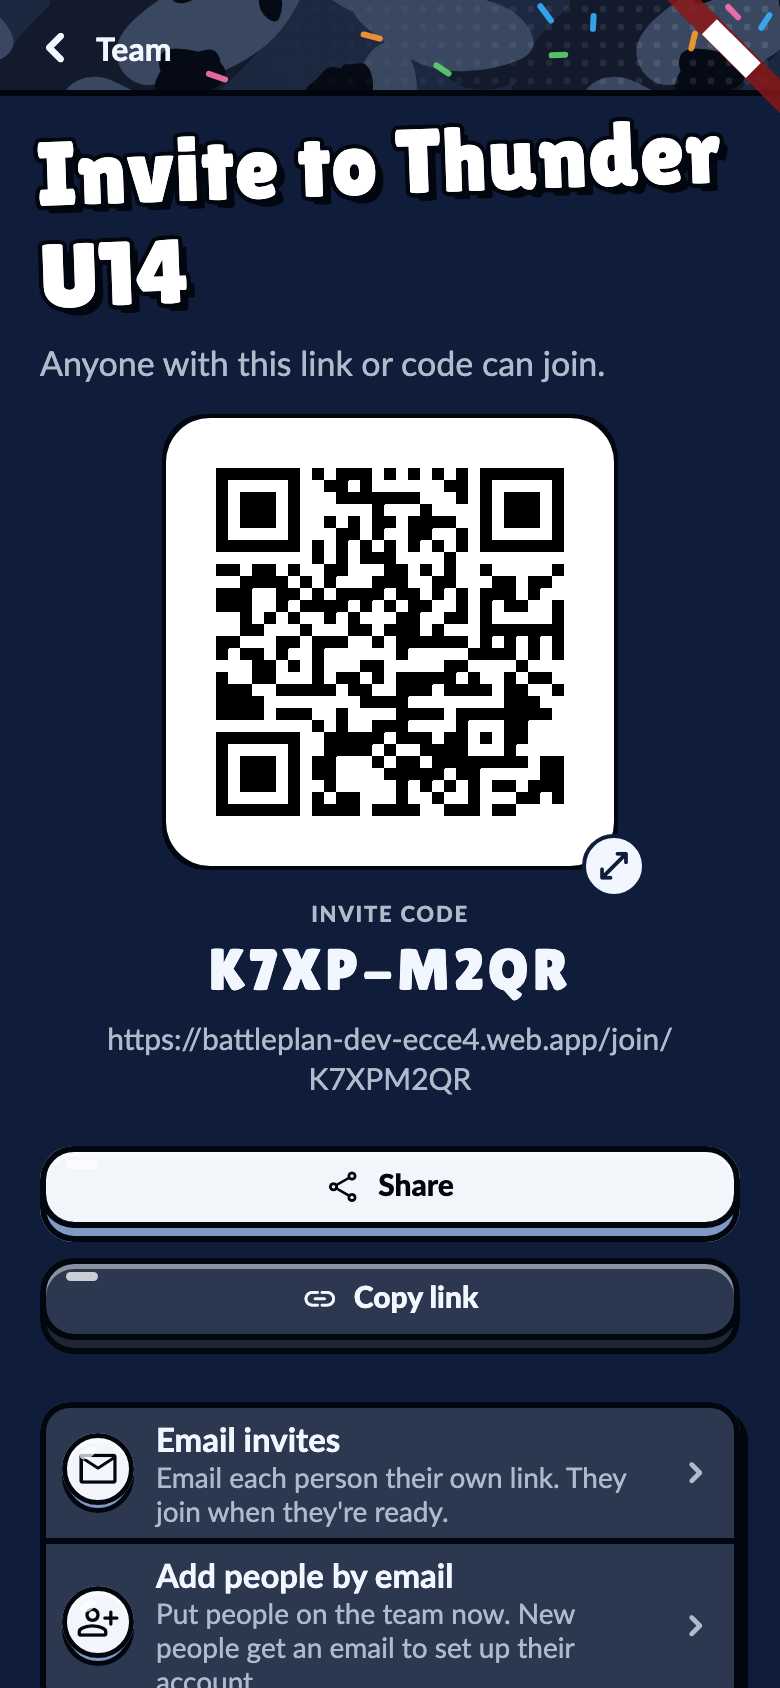 Team
Invite to Thunder
U14
Anyone with this link or code can join.
INVITE CODE
K7XP-M2QR
https://battleplan-dev-ecce4.web.app/join/
K7XPM2QR
Share
Copy link
Email invites
Email each person their own link. They
join when they're ready.
Add people by email
Put people on the team now. New
people get an email to set up their
account